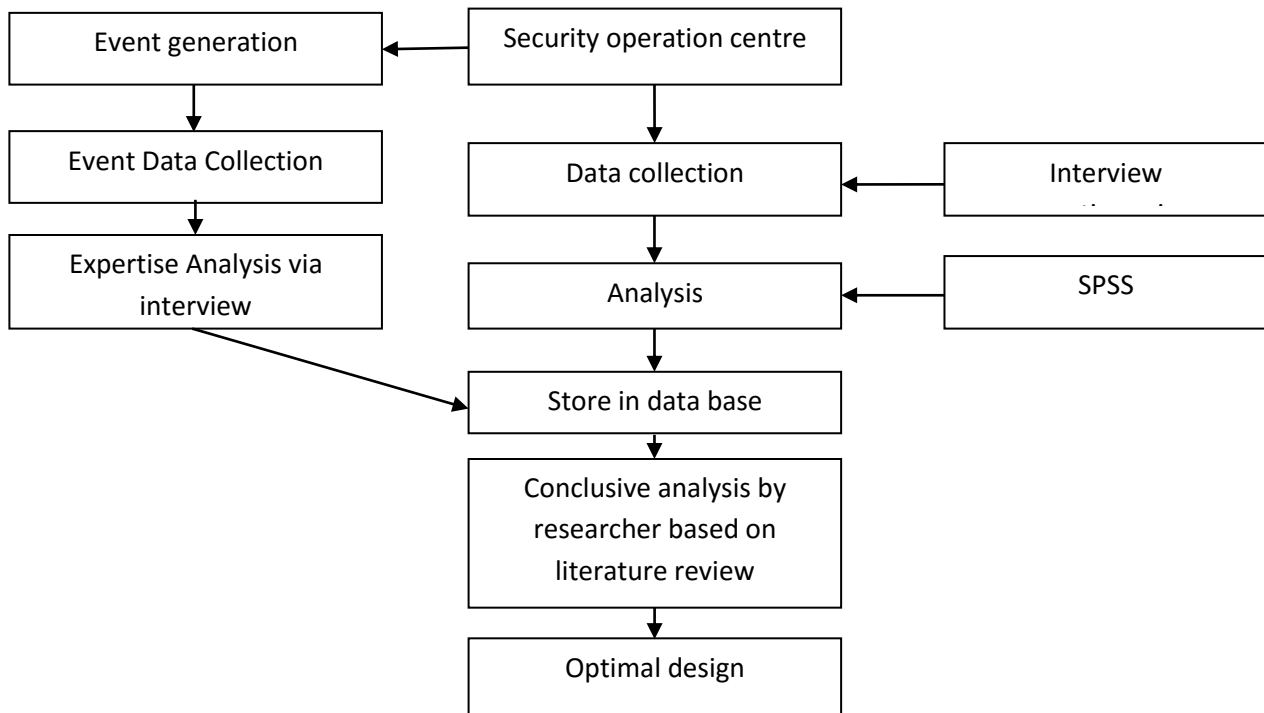 Event generation
Security operation centre
Event Data Collection
Data collection
Interview
Expertise Analysis via
interview
Analysis
SPSS
Store in data base
Conclusive analysis by
researcher based on
literature review
Optimal design